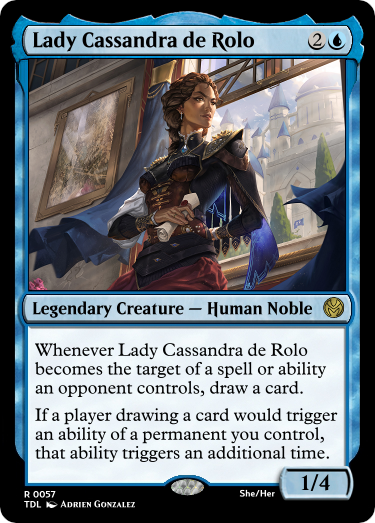 Lady Cassandra de Rolo 2
Legendary Creature — Human Noble
Whenever Lady Cassandra de Rolo
becomes the target of a spell or ability
an opponent controls, draw a card.
If a player drawing a card would trigger
an ability of a permanent you control,
that ability triggers an additional time.
1/4
R 0057 She/Her
TDL Adrien Gonzalez